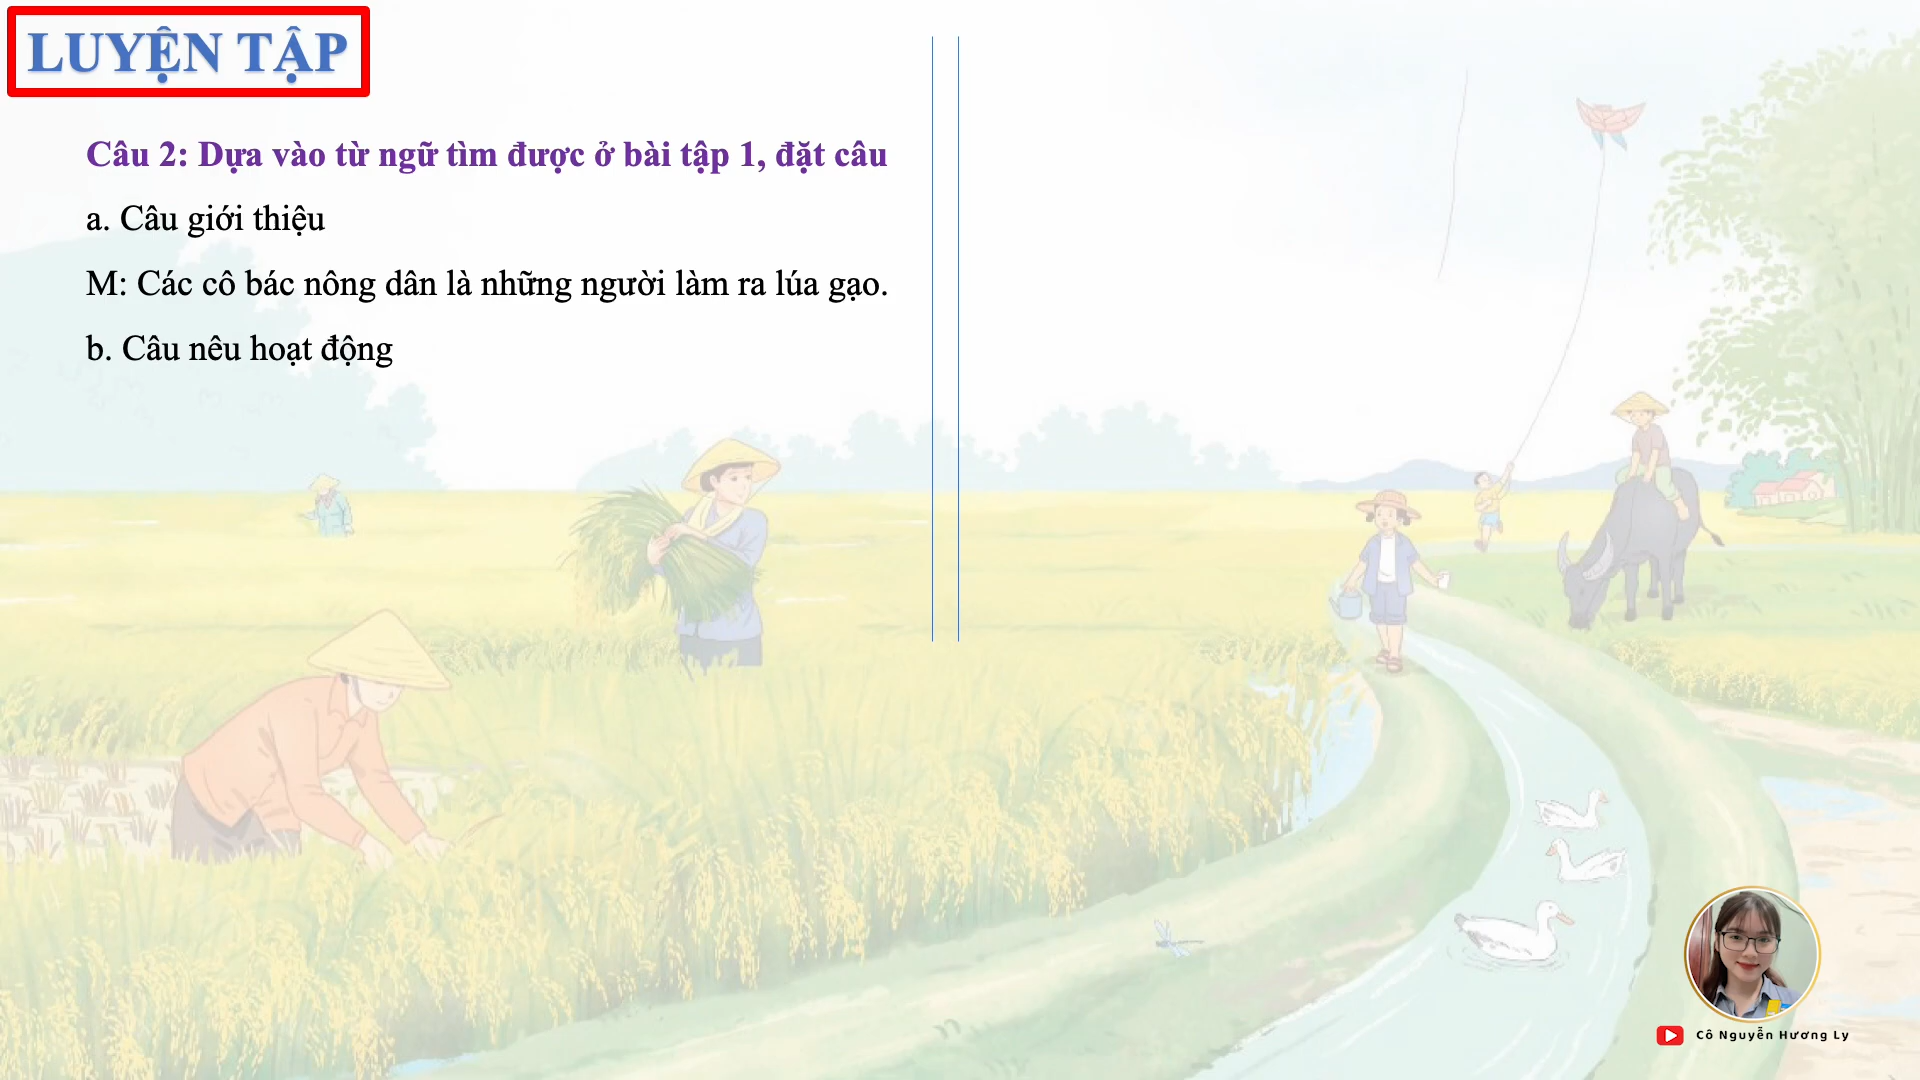 LUYỆN TẬP
Câu 2: Dựa vào từ ngữ tìm được ở bài tập 1, đặt câu
a. Câu giới thiệu
M: Các cô bác nông dân là những người làm ra lúa gạo.
b. Câu nêu hoạt động
Cô Nguyễn Hương Ly